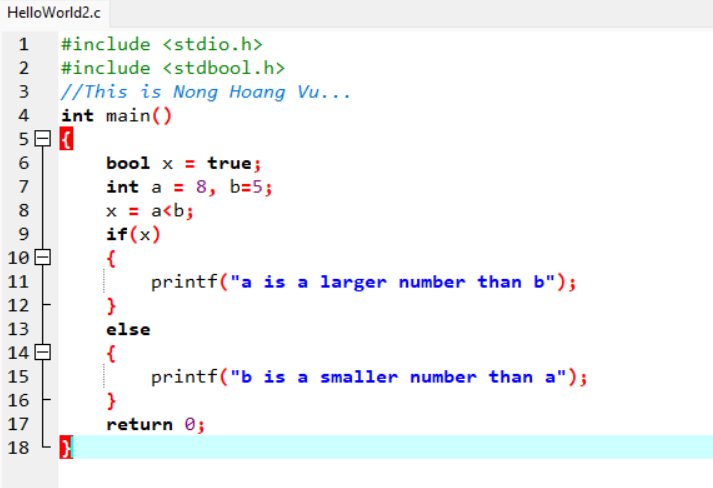 HelloWorld2.c
1 #include <stdio.h>
2 #include <stdbool.h>
3 //This is Nong Hoang Vu...
4 int main()
5 {
6 bool x = true;
7 int a = 8, b=5;
8 x = a<b;
9 if(x)
10 {
11 printf("a is a larger number than b");
12 }
13 else
14 {
15 printf("b is a smaller number than a");
16 }
17 return 0;
18 }